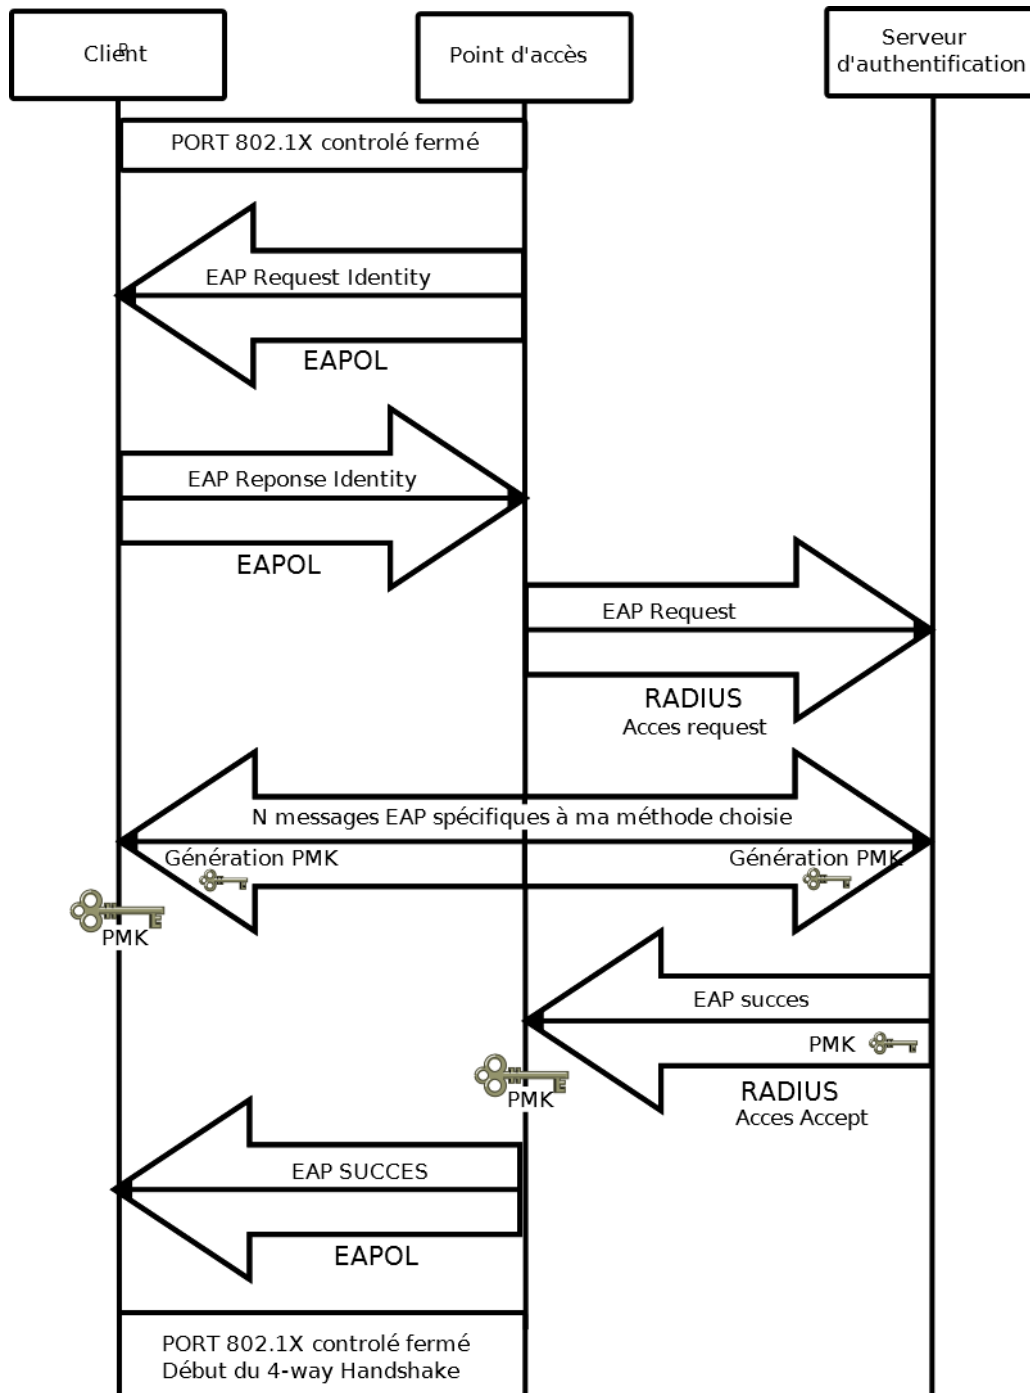 Client
P
Point d'accès
Serveur
d'authentification
PORT 802.1X controlé fermé
EAP Request Identity
EAPOL
EAP Reponse Identity
EAPOL
EAP Request
RADIUS
Acces request
N messages EAP spécifiques à ma méthode choisie
Génération PMK
Génération PMK
PMK
EAP succes
PMK
RADIUS
Acces Accept
PMK
EAP SUCCES
EAPOL
PORT 802.1X controlé fermé
Début du 4-way Handshake